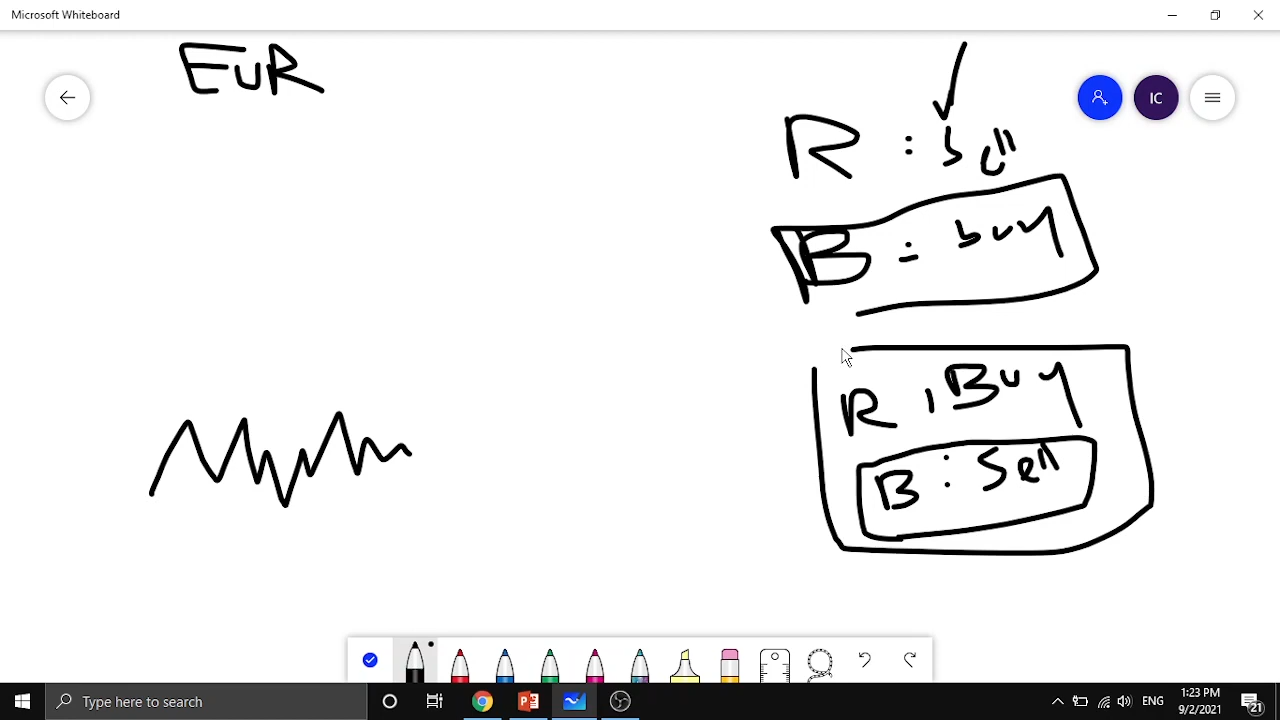 Microsoft Whiteboard
EUR
IC
R : Sell
B = buy
R , Buy
B : Sell
Type here to search
ENG
1:23 PM
9/2/2021
21